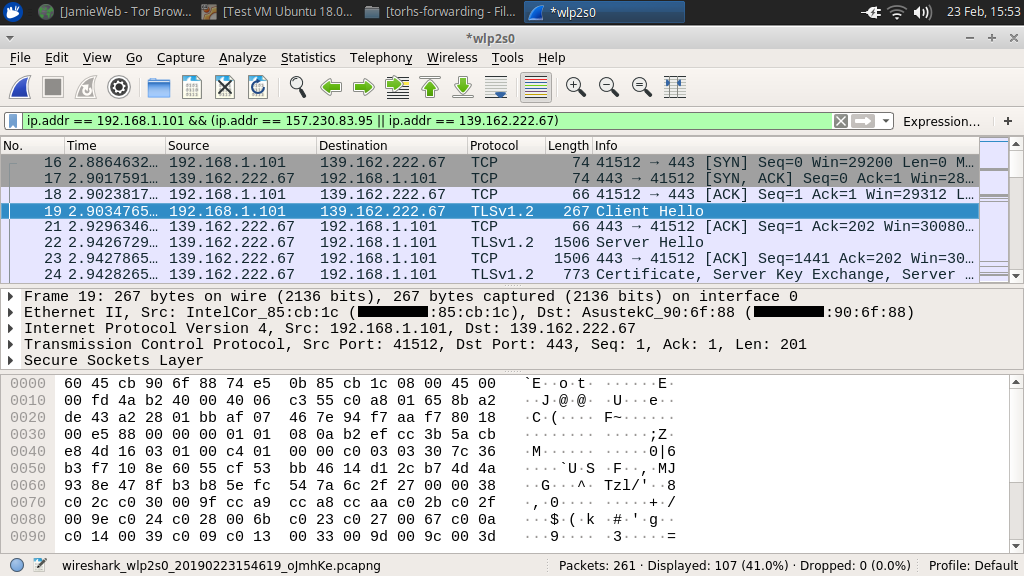 [JamieWeb - Tor Brow... [Test VM Ubuntu 18.0... [torhs-forwarding - Fil... *wlp2s0 23 Feb, 15:53
*wlp2s0
File Edit View Go Capture Analyze Statistics Telephony Wireless Tools Help
ip.addr == 192.168.1.101 && (ip.addr == 157.230.83.95 || ip.addr == 139.162.222.67) Expression... +
No. Time Source Destination Protocol Length Info
16 2.8864632... 192.168.1.101 139.162.222.67 TCP 74 41512 → 443 [SYN] Seq=0 Win=29200 Len=0 M...
17 2.9017591... 139.162.222.67 192.168.1.101 TCP 74 443 → 41512 [SYN, ACK] Seq=0 Ack=1 Win=28...
18 2.9023817... 192.168.1.101 139.162.222.67 TCP 66 41512 → 443 [ACK] Seq=1 Ack=1 Win=29312 L...
19 2.9034765... 192.168.1.101 139.162.222.67 TLSv1.2 267 Client Hello
21 2.9296346... 139.162.222.67 192.168.1.101 TCP 66 443 → 41512 [ACK] Seq=1 Ack=202 Win=30080...
22 2.9426729... 139.162.222.67 192.168.1.101 TLSv1.2 1506 Server Hello
23 2.9427865... 139.162.222.67 192.168.1.101 TCP 1506 443 → 41512 [ACK] Seq=1441 Ack=202 Win=30...
24 2.9428265... 139.162.222.67 192.168.1.101 TLSv1.2 773 Certificate, Server Key Exchange, Server ...
Frame 19: 267 bytes on wire (2136 bits), 267 bytes captured (2136 bits) on interface 0
Ethernet II, Src: IntelCor_85:cb:1c (:85:cb:1c), Dst: AsustekC_90:6f:88 (:90:6f:88)
Internet Protocol Version 4, Src: 192.168.1.101, Dst: 139.162.222.67
Transmission Control Protocol, Src Port: 41512, Dst Port: 443, Seq: 1, Ack: 1, Len: 201
Secure Sockets Layer
0000 60 45 cb 90 6f 88 74 e5 0b 85 cb 1c 08 00 45 00 `E··o·t· ······E·
0010 00 fd 4a b2 40 00 40 06 c3 55 c0 a8 01 65 8b a2 ··J·@·@· ·U···e··
0020 de 43 a2 28 01 bb af 07 46 7e 94 f7 aa f7 80 18 ·C·(···· F~······
0030 00 e5 88 00 00 00 01 01 08 0a b2 ef cc 3b 5a cb ········ ·····;Z·
0040 e8 4d 16 03 01 00 c4 01 00 00 c0 03 03 30 7c 36 ·M······ ·····0|6
0050 b3 f7 10 8e 60 55 cf 53 bb 46 14 d1 2c b7 4d 4a ····`U·S ·F··,·MJ
0060 93 8e 47 8f b3 b8 5e fc 54 7a 6c 2f 27 00 00 38 ··G···^· Tzl/'··8
0070 c0 2c c0 30 00 9f cc a9 cc a8 cc aa c0 2b c0 2f ·,·0···· ·····+·/
0080 00 9e c0 24 c0 28 00 6b c0 23 c0 27 00 67 c0 0a ···$·(·k ·#·'·g··
0090 c0 14 00 39 c0 09 c0 13 00 33 00 9d 00 9c 00 3d ···9···· ·3·····=
wireshark_wlp2s0_20190223154619_oJmhKe.pcapng Packets: 261 · Displayed: 107 (41.0%) · Dropped: 0 (0.0%) Profile: Default